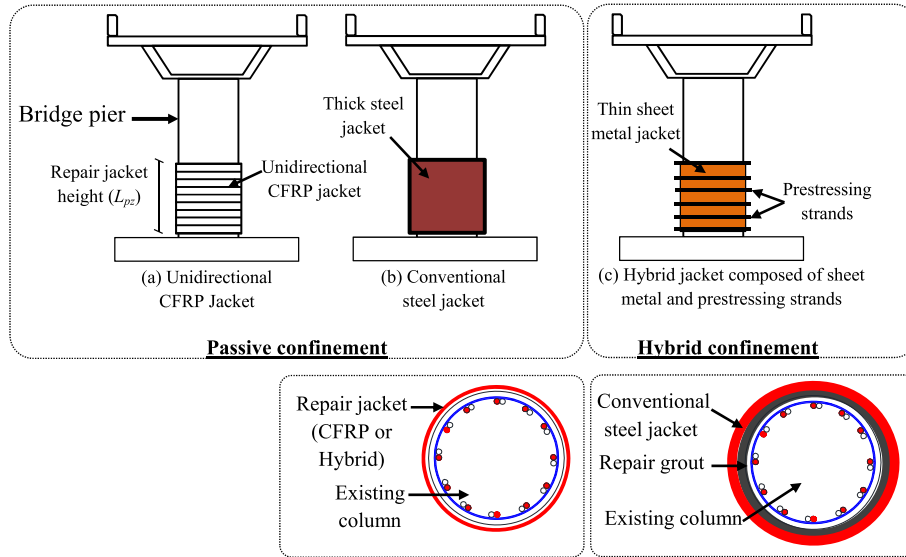 Bridge pier
Repair jacket
height (Lpz)
Unidirectional
CFRP jacket
(a) Unidirectional
CFRP Jacket
Thick steel
jacket
(b) Conventional
steel jacket
Passive confinement
Thin sheet
metal jacket
Prestressing
strands
(c) Hybrid jacket composed of sheet
metal and prestressing strands
Hybrid confinement
Repair jacket
(CFRP or
Hybrid)
Existing
column
Conventional
steel jacket
Repair grout
Existing column